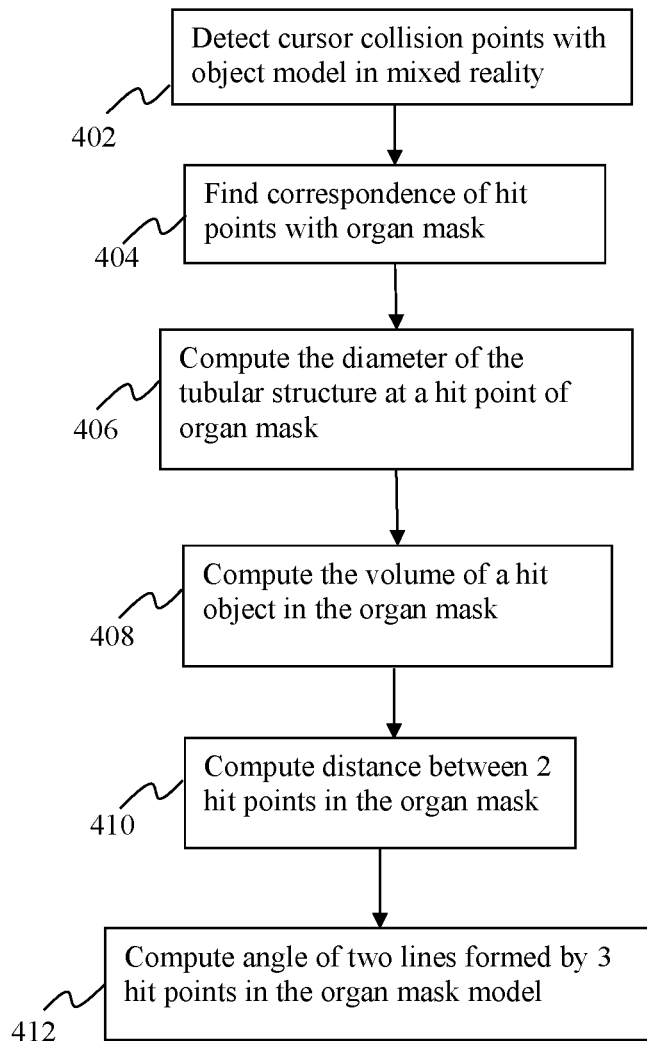 Detect cursor collision points with
object model in mixed reality
402
Find correspondence of hit
points with organ mask
404
Compute the diameter of the
tubular structure at a hit point of
organ mask
406
Compute the volume of a hit
object in the organ mask
408
Compute distance between 2
hit points in the organ mask
410
Compute angle of two lines formed by 3
hit points in the organ mask model
412